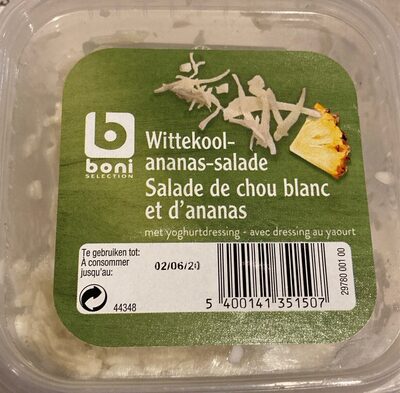 boni
SELECTION
Wittekool-
ananas-salade
Salade de chou blanc
et d'ananas
met yoghurtdressing - avec dressing au yaourt
Te gebruiken tot:
A consommer
jusqu'au:
02/06/20
44348
5 400141 351507
29780 001 00